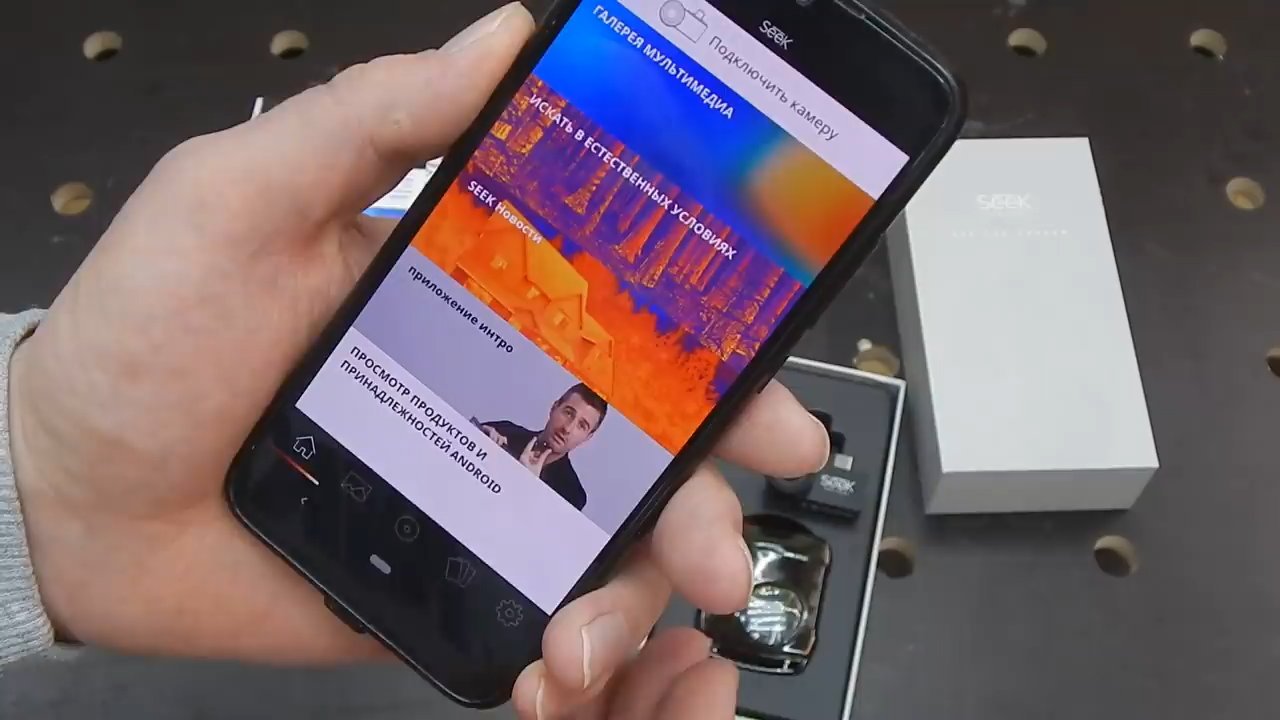 SEEK
Подключить камеру
ГАЛЕРЕЯ МУЛЬТИМЕДИА
ИСКАТЬ В ЕСТЕСТВЕННЫХ УСЛОВИЯХ
SEEK Новости
приложение интро
ПРОСМОТР ПРОДУКТОВ И
ПРИНАДЛЕЖНОСТЕЙ ANDROID
SEEK
SEEK